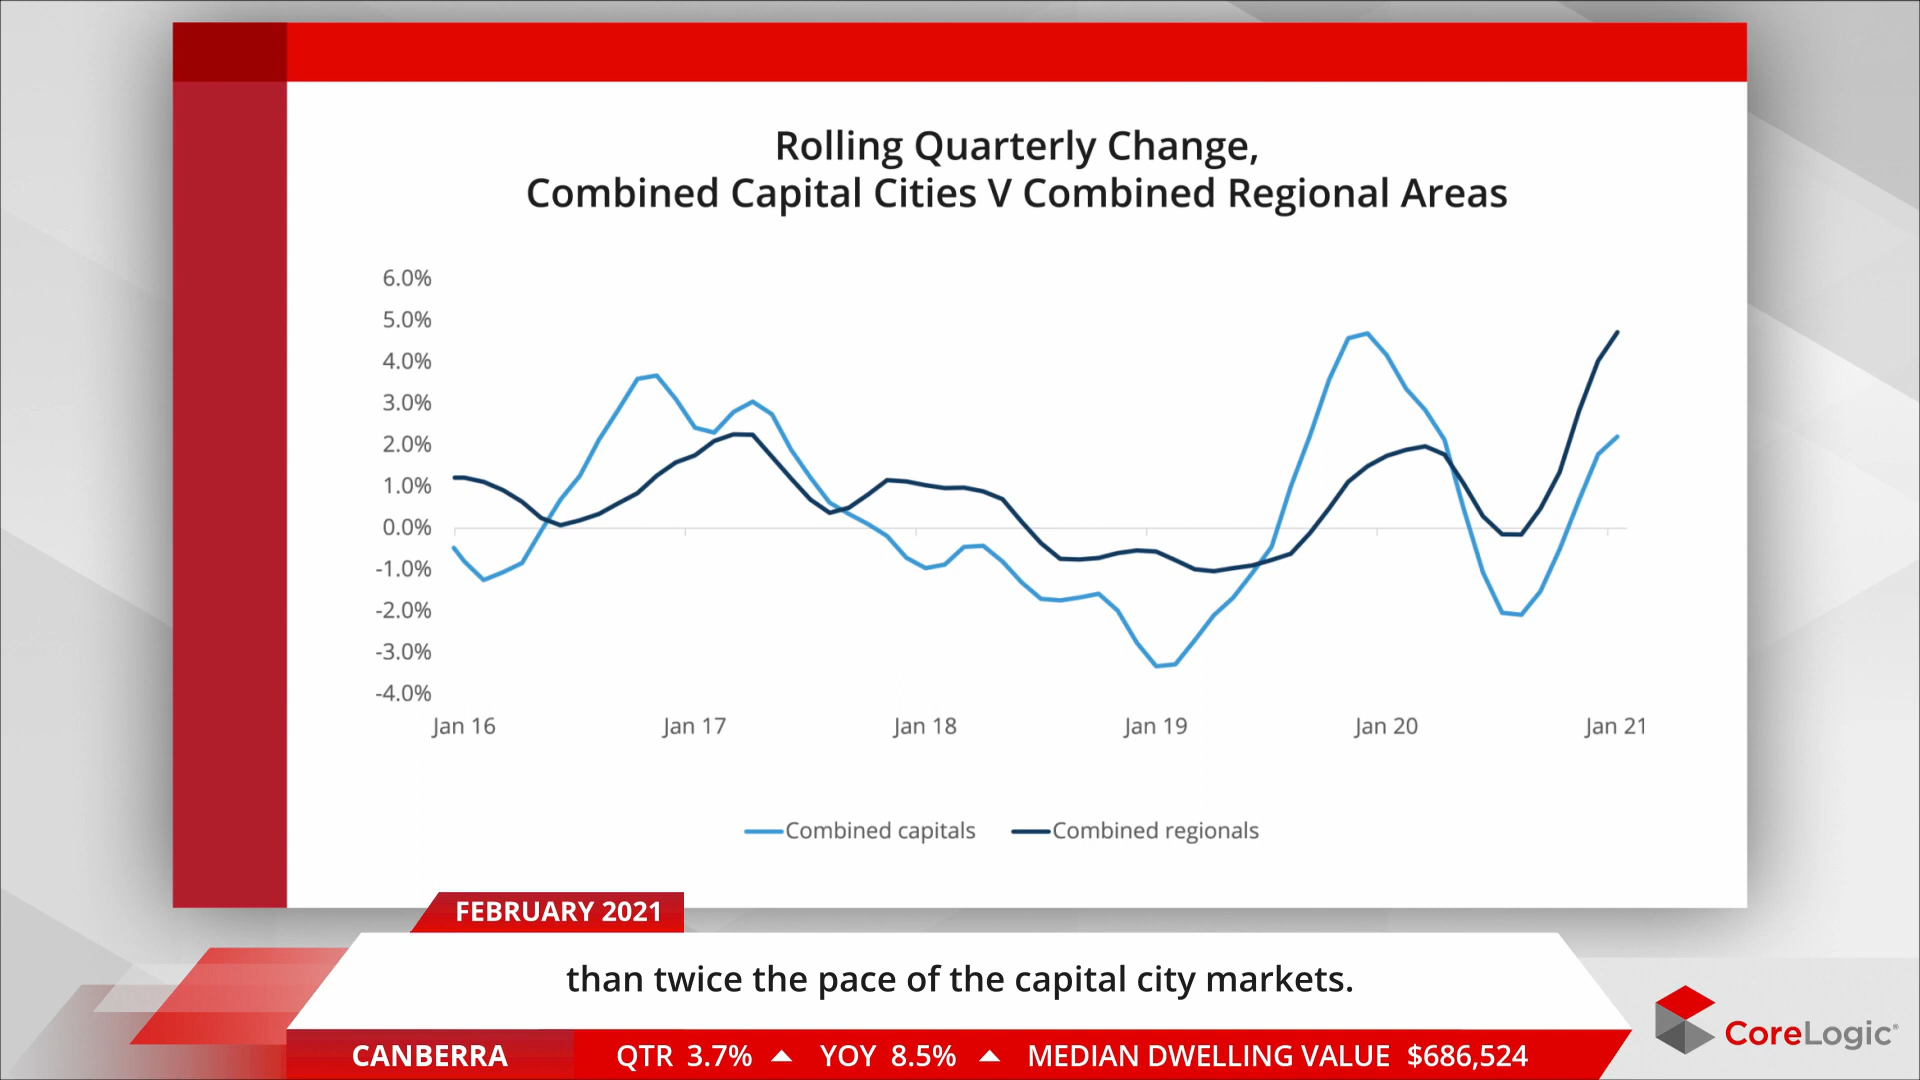 Rolling Quarterly Change,
Combined Capital Cities V Combined Regional Areas
6.0%
5.0%
4.0%
3.0%
2.0%
1.0%
0.0%
-1.0%
-2.0%
-3.0%
-4.0%
Jan 16 Jan 17 Jan 18 Jan 19 Jan 20 Jan 21
Combined capitals Combined regionals
FEBRUARY 2021
than twice the pace of the capital city markets.
CANBERRA QTR 3.7% ▲ YOY 8.5% ▲ MEDIAN DWELLING VALUE $686,524
CoreLogic®